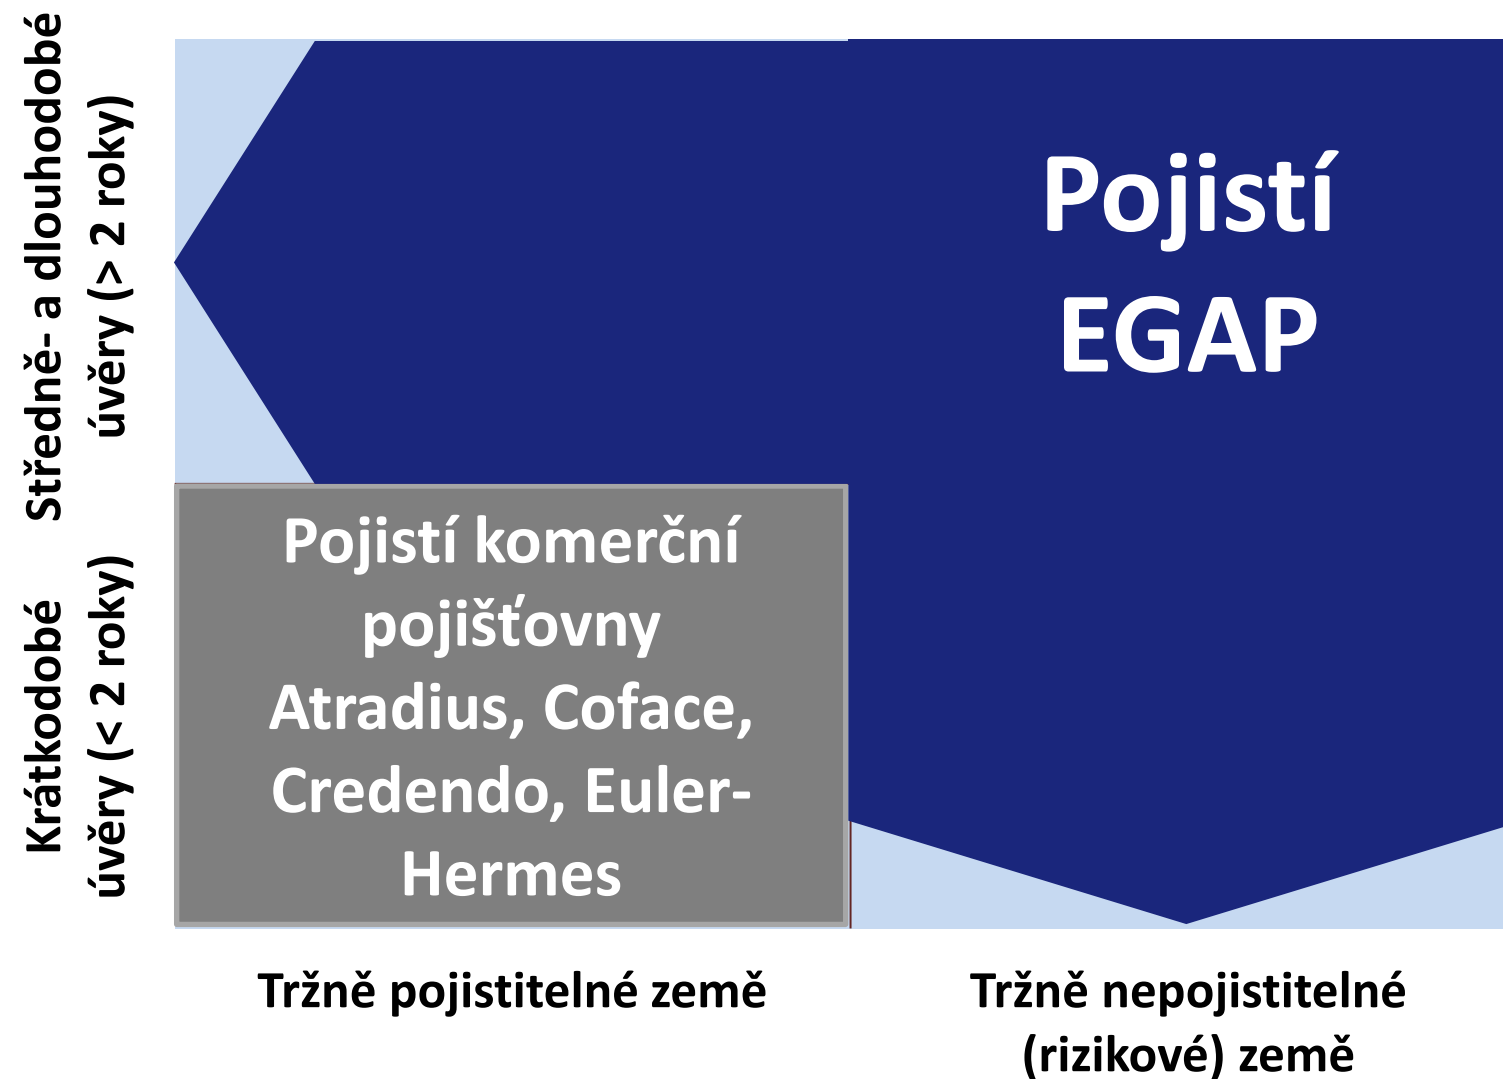 Středně- a dlouhodobé
úvěry (> 2 roky)
Pojistí
EGAP
Krátkodobé
úvěry (< 2 roky)
Pojistí komerční
pojišťovny
Atradius, Coface,
Credendo, Euler-
Hermes
Tržně pojistitelné země
Tržně nepojistitelné
(rizikové) země